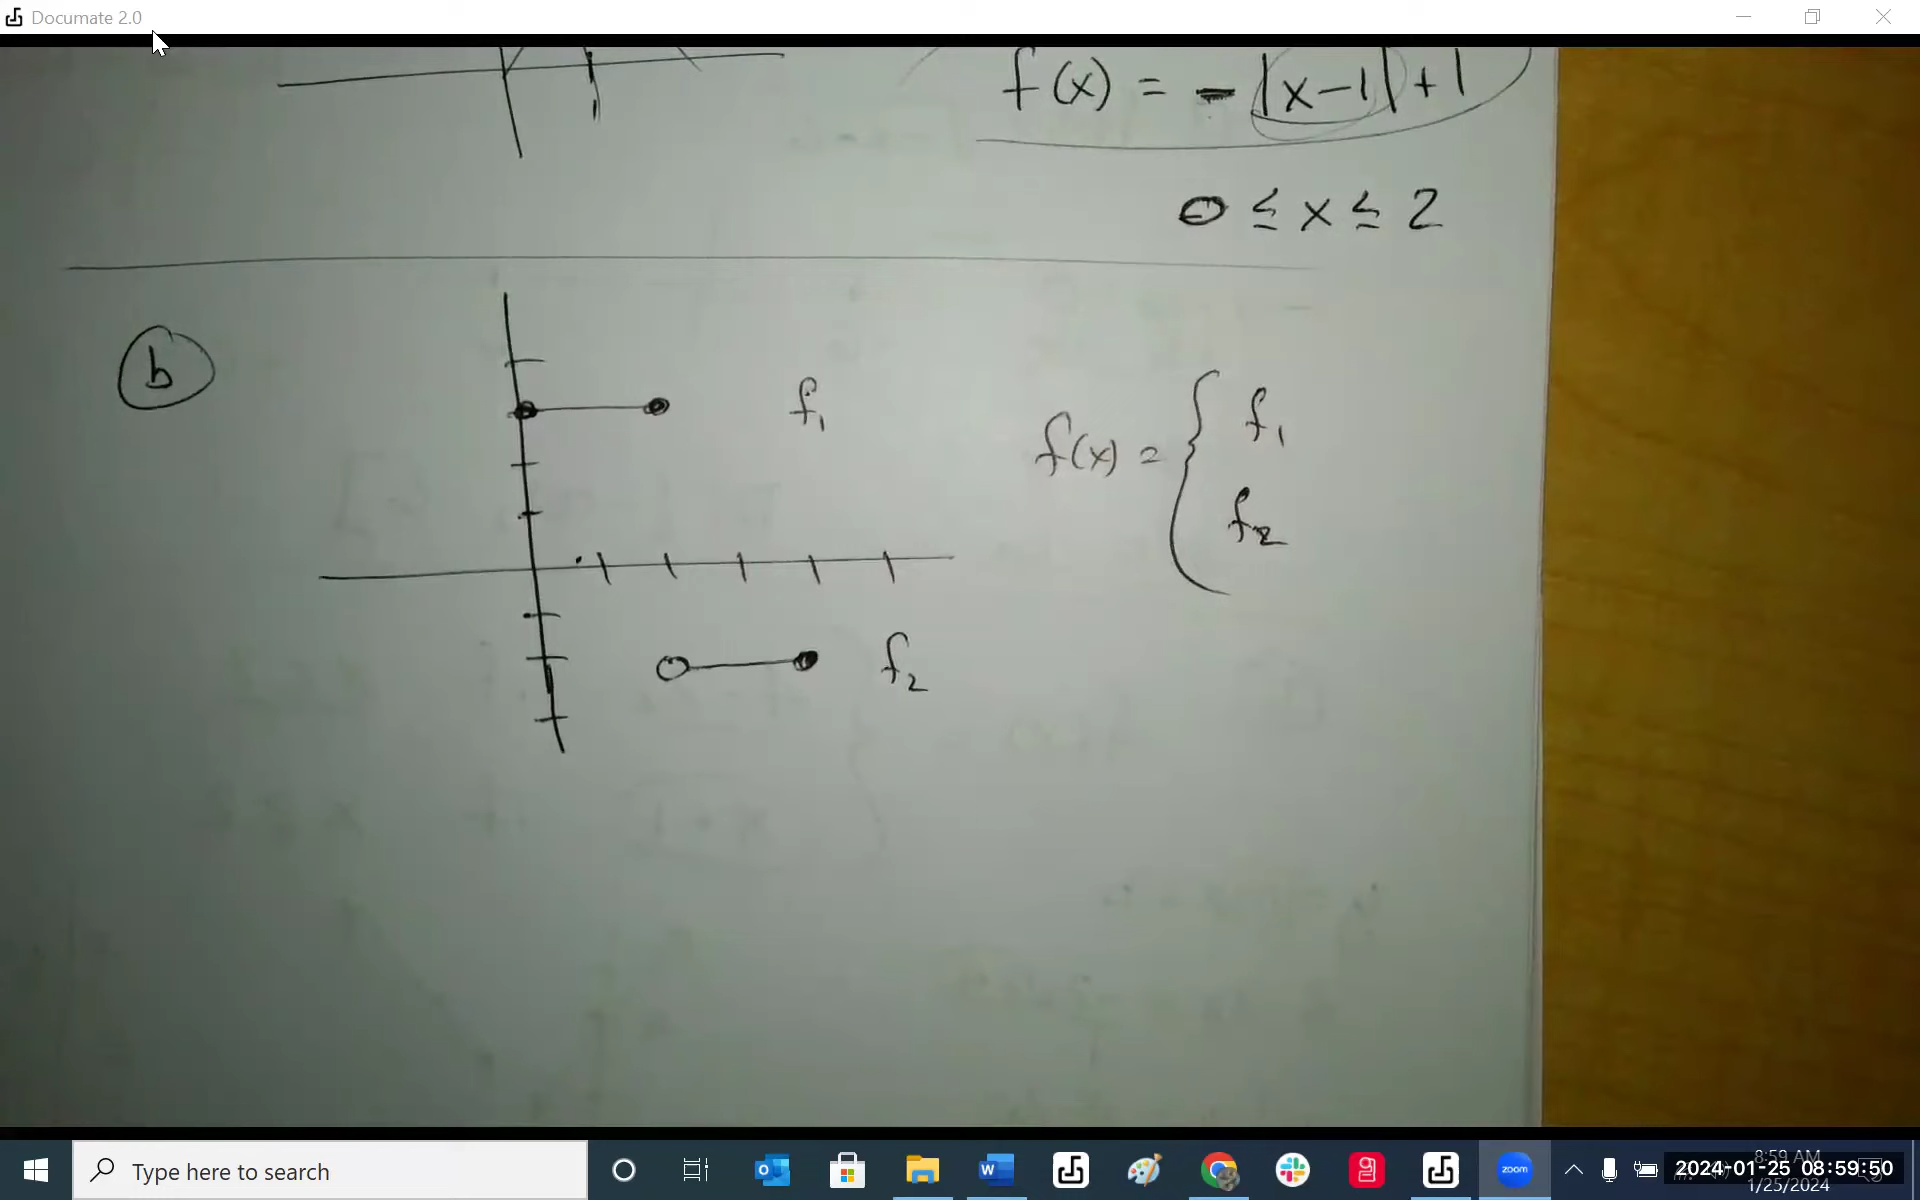 Documate 2.0
f(x) = - |x-1| + 1
0 ≤ x ≤ 2
b
f1
f(x) = { f1
f2
f2
Type here to search
8:59 AM
2024-01-25 08:59:50
1/25/2024
zoom